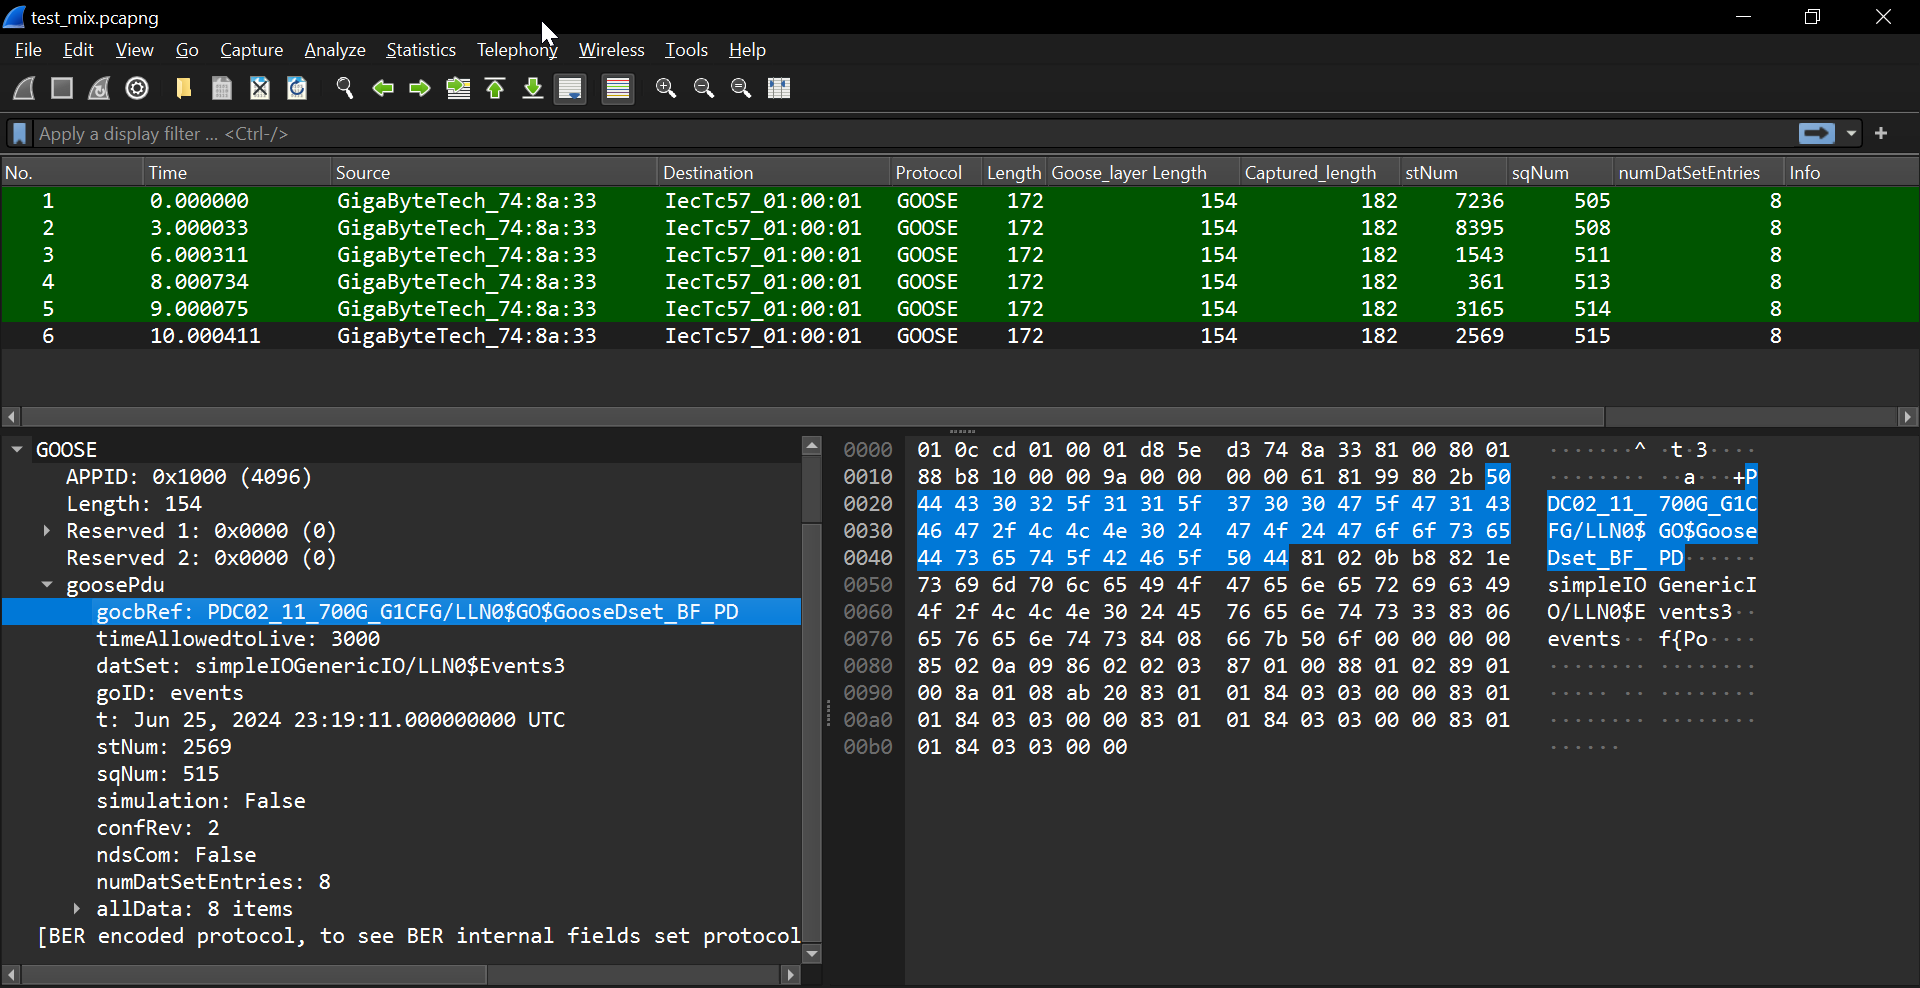 test_mix.pcapng
File Edit View Go Capture Analyze Statistics Telephony Wireless Tools Help
Apply a display filter ... <Ctrl-/>
No. Time Source Destination Protocol Length Goose_layer Length Captured_length stNum sqNum numDatSetEntries Info
1 0.000000 GigaByteTech_74:8a:33 IecTc57_01:00:01 GOOSE 172 154 182 7236 505 8
2 3.000033 GigaByteTech_74:8a:33 IecTc57_01:00:01 GOOSE 172 154 182 8395 508 8
3 6.000311 GigaByteTech_74:8a:33 IecTc57_01:00:01 GOOSE 172 154 182 1543 511 8
4 8.000734 GigaByteTech_74:8a:33 IecTc57_01:00:01 GOOSE 172 154 182 361 513 8
5 9.000075 GigaByteTech_74:8a:33 IecTc57_01:00:01 GOOSE 172 154 182 3165 514 8
6 10.000411 GigaByteTech_74:8a:33 IecTc57_01:00:01 GOOSE 172 154 182 2569 515 8
GOOSE
APPID: 0x1000 (4096)
Length: 154
Reserved 1: 0x0000 (0)
Reserved 2: 0x0000 (0)
goosePdu
gocbRef: PDC02_11_700G_G1CFG/LLN0$GO$GooseDset_BF_PD
timeAllowedtoLive: 3000
datSet: simpleIOGenericIO/LLN0$Events3
goID: events
t: Jun 25, 2024 23:19:11.000000000 UTC
stNum: 2569
sqNum: 515
simulation: False
confRev: 2
ndsCom: False
numDatSetEntries: 8
allData: 8 items
[BER encoded protocol, to see BER internal fields set protocol
0000 01 0c cd 01 00 01 d8 5e d3 74 8a 33 81 00 80 01 ·······^ ·t·3····
0010 88 b8 10 00 00 9a 00 00 00 00 61 81 99 80 2b 50 ········ ··a···+P
0020 44 43 30 32 5f 31 31 5f 37 30 30 47 5f 47 31 43 DC02_11_ 700G_G1C
0030 46 47 2f 4c 4c 4e 30 24 47 4f 24 47 6f 6f 73 65 FG/LLN0$ GO$Goose
0040 44 73 65 74 5f 42 46 5f 50 44 81 02 0b b8 82 1e Dset_BF_ PD······
0050 73 69 6d 70 6c 65 49 4f 47 65 6e 65 72 69 63 49 simpleIO GenericI
0060 4f 2f 4c 4c 4e 30 24 45 76 65 6e 74 73 33 83 06 O/LLN0$E vents3··
0070 65 76 65 6e 74 73 84 08 66 7b 50 6f 00 00 00 00 events·· f{Po····
0080 85 02 0a 09 86 02 02 03 87 01 00 88 01 02 89 01 ········ ········
0090 00 8a 01 08 ab 20 83 01 01 84 03 03 00 00 83 01 ····· ·· ········
00a0 01 84 03 03 00 00 83 01 01 84 03 03 00 00 83 01 ········ ········
00b0 01 84 03 03 00 00 ······